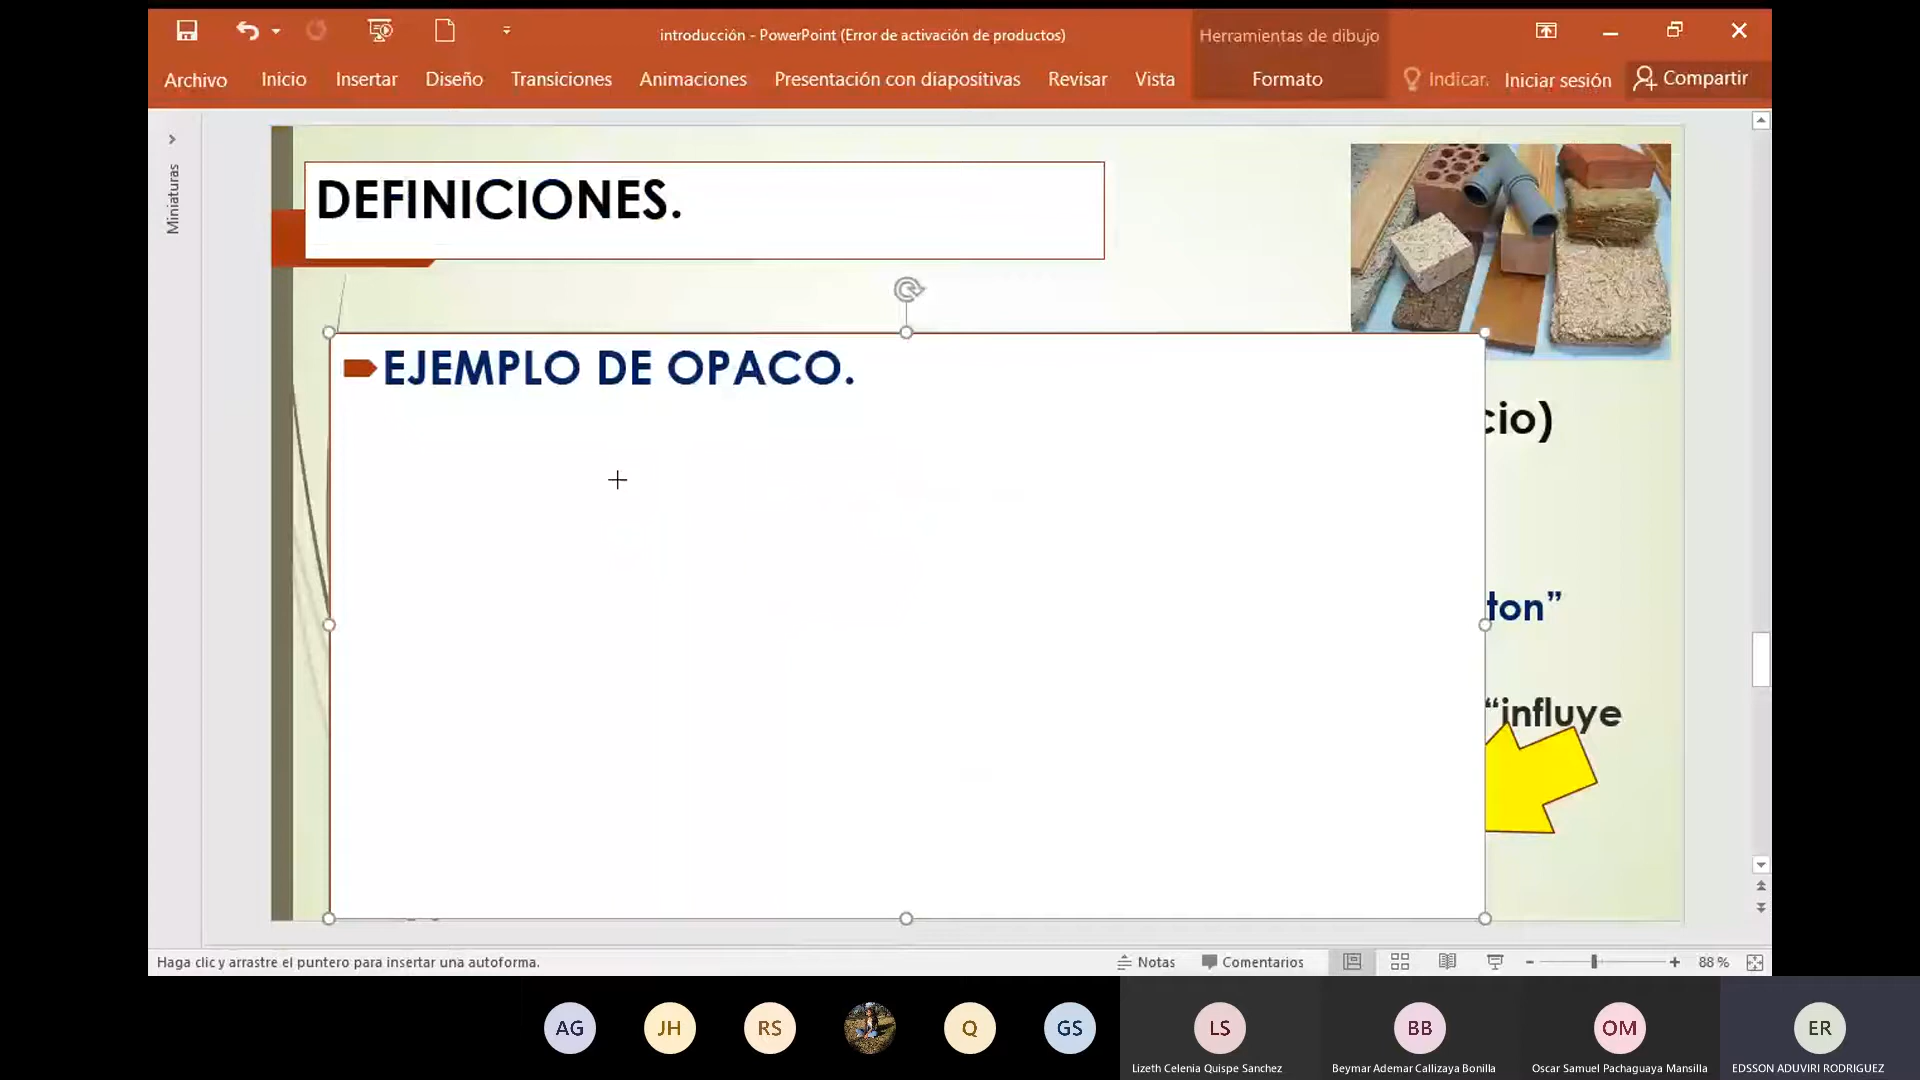 introducción - PowerPoint (Error de activación de productos)
Herramientas de dibujo
Archivo Inicio Insertar Diseño Transiciones Animaciones Presentación con diapositivas Revisar Vista Formato Indicar. Iniciar sesión Compartir
Miniaturas
DEFINICIONES.
EJEMPLO DE OPACO.
cio)
ton”
“influye
Haga clic y arrastre el puntero para insertar una autoforma.
Notas Comentarios 88 %
AG JH RS Q GS LS BB OM ER
Lizeth Celenia Quispe Sanchez Beymar Ademar Callizaya Bonilla Oscar Samuel Pachaguaya Mansilla EDSSON ADUVIRI RODRIGUEZ